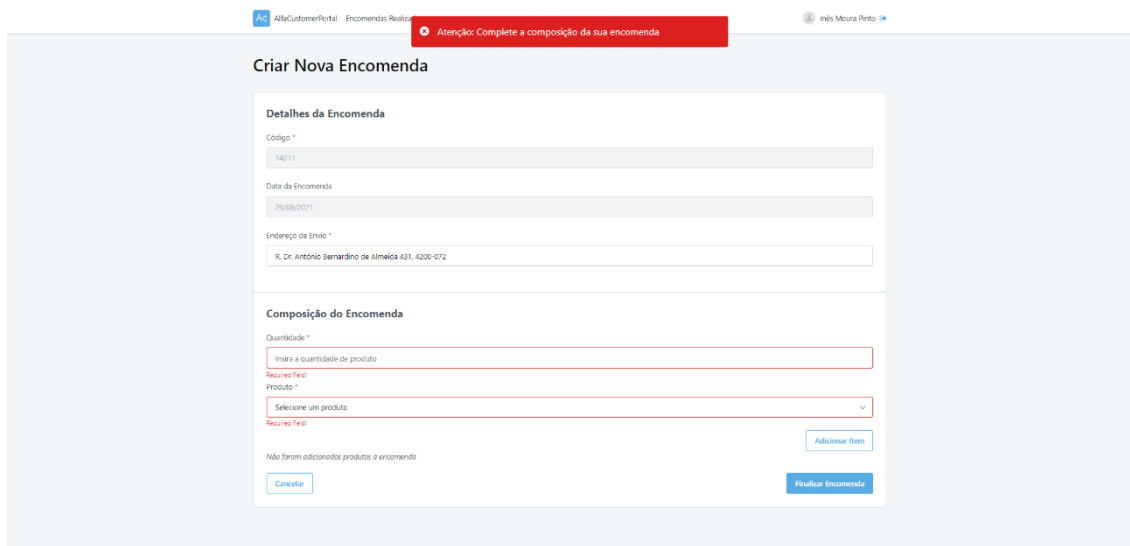 Ac AlfaCustomerPortal Encomendas Realiza Inês Moura Pinto
Atenção: Complete a composição da sua encomenda
Criar Nova Encomenda
Detalhes da Encomenda
Código *
14211
Data da Encomenda
29/08/2021
Endereço de Envio *
R. Dr. António Bernardino de Almeida 431, 4200-072
Composição do Encomenda
Quantidade *
Insira a quantidade de produto
Required field!
Produto *
Selecione um produto
Required field!
Adicionar Item
Não foram adicionados produtos à encomenda
Cancelar
Finalizar Encomenda